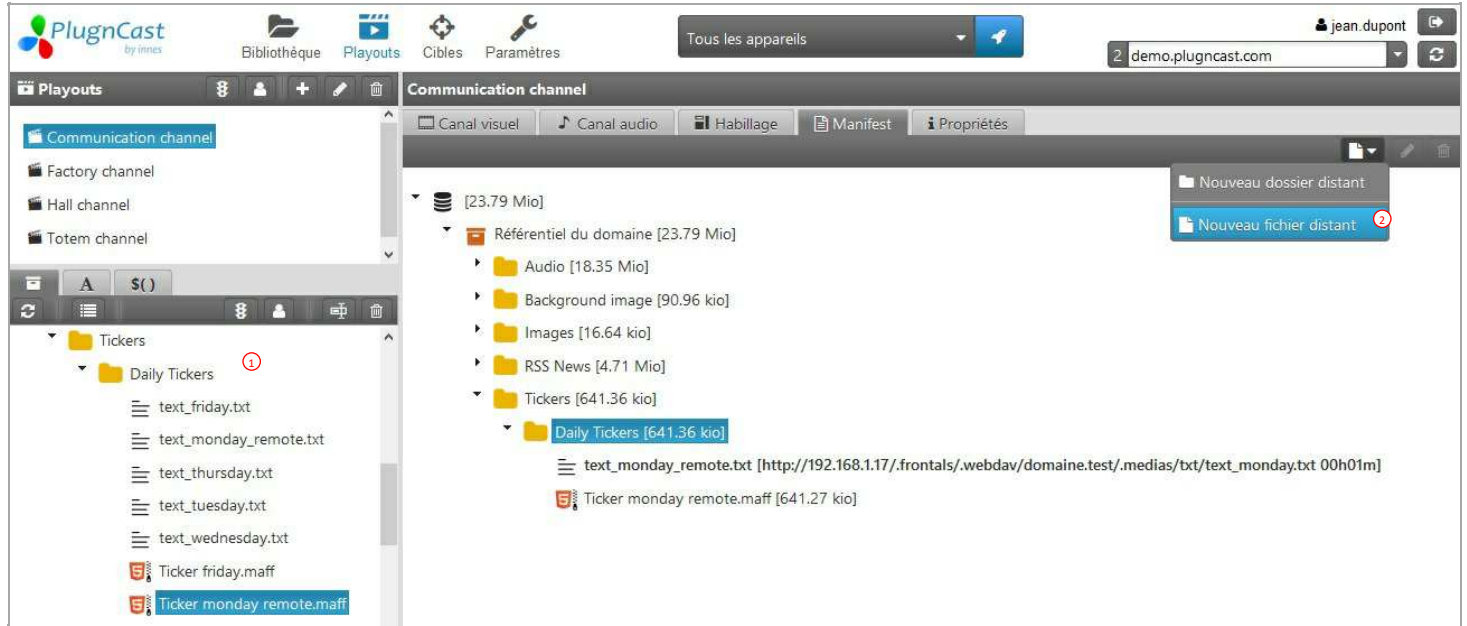 PlugnCast
by innes
Bibliothèque
Playouts
Cibles
Paramètres
Tous les appareils
jean.dupont
2 demo.plugncast.com
Playouts
Communication channel
Factory channel
Hall channel
Totem channel
A
$()
Tickers
Daily Tickers
1
text_friday.txt
text_monday_remote.txt
text_thursday.txt
text_tuesday.txt
text_wednesday.txt
Ticker friday.maff
Ticker monday remote.maff
Communication channel
Canal visuel
Canal audio
Habillage
Manifest
Propriétés
Nouveau dossier distant
Nouveau fichier distant
2
[23.79 Mio]
Référentiel du domaine [23.79 Mio]
Audio [18.35 Mio]
Background image [90.96 kio]
Images [16.64 kio]
RSS News [4.71 Mio]
Tickers [641.36 kio]
Daily Tickers [641.36 kio]
text_monday_remote.txt [http://192.168.1.17/.frontals/.webdav/domaine.test/.medias/txt/text_monday.txt 00h01m]
Ticker monday remote.maff [641.27 kio]